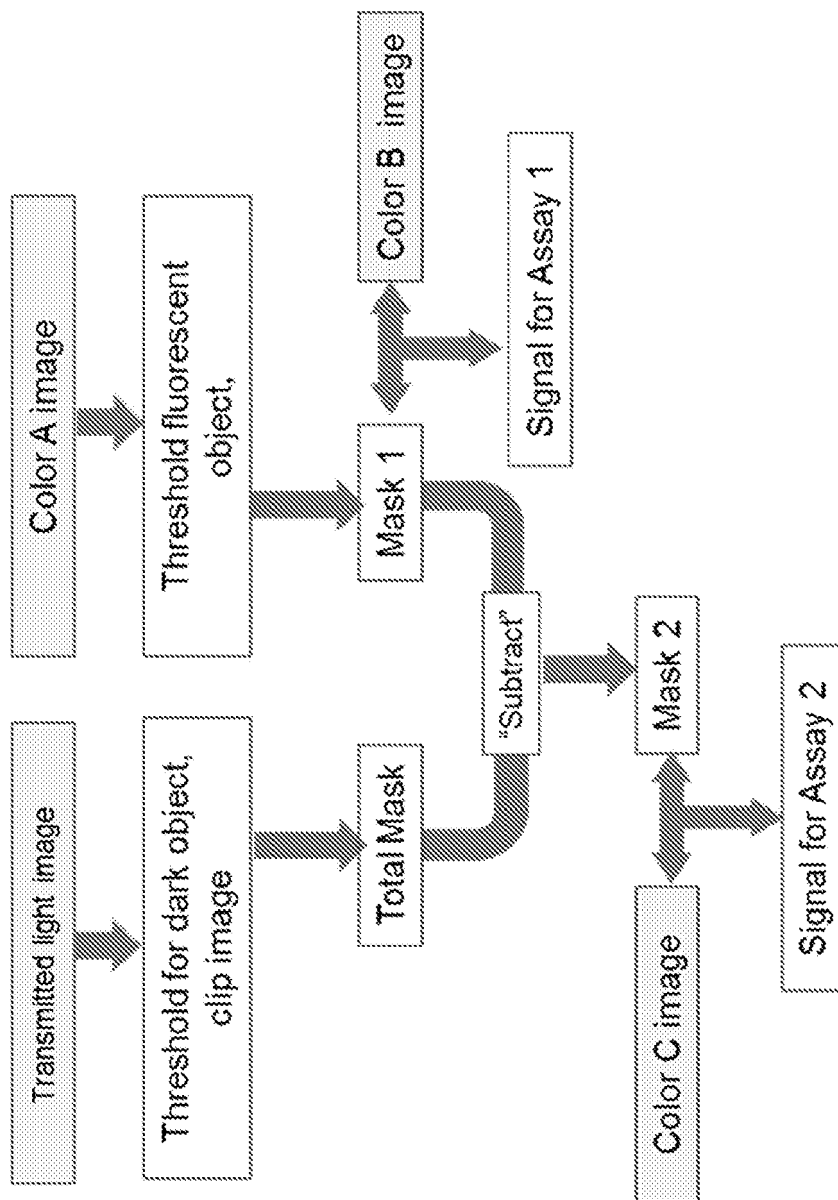 Transmitted light image
Color A image
Threshold for dark object,
clip image
Threshold fluorescent
object,
Total Mask
Mask 1
Color B image
"Subtract"
Signal for Assay 1
Color C image
Mask 2
Signal for Assay 2